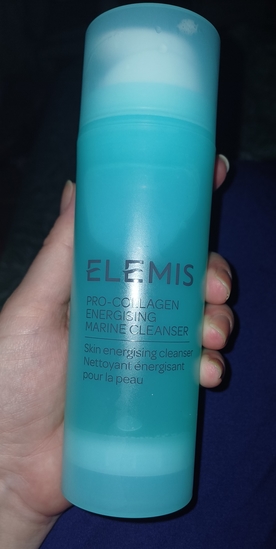 ELEMIS
PRO-COLLAGEN
ENERGISING
MARINE CLEANSER
Skin energising cleanser
Nettoyant énergisant
pour la peau